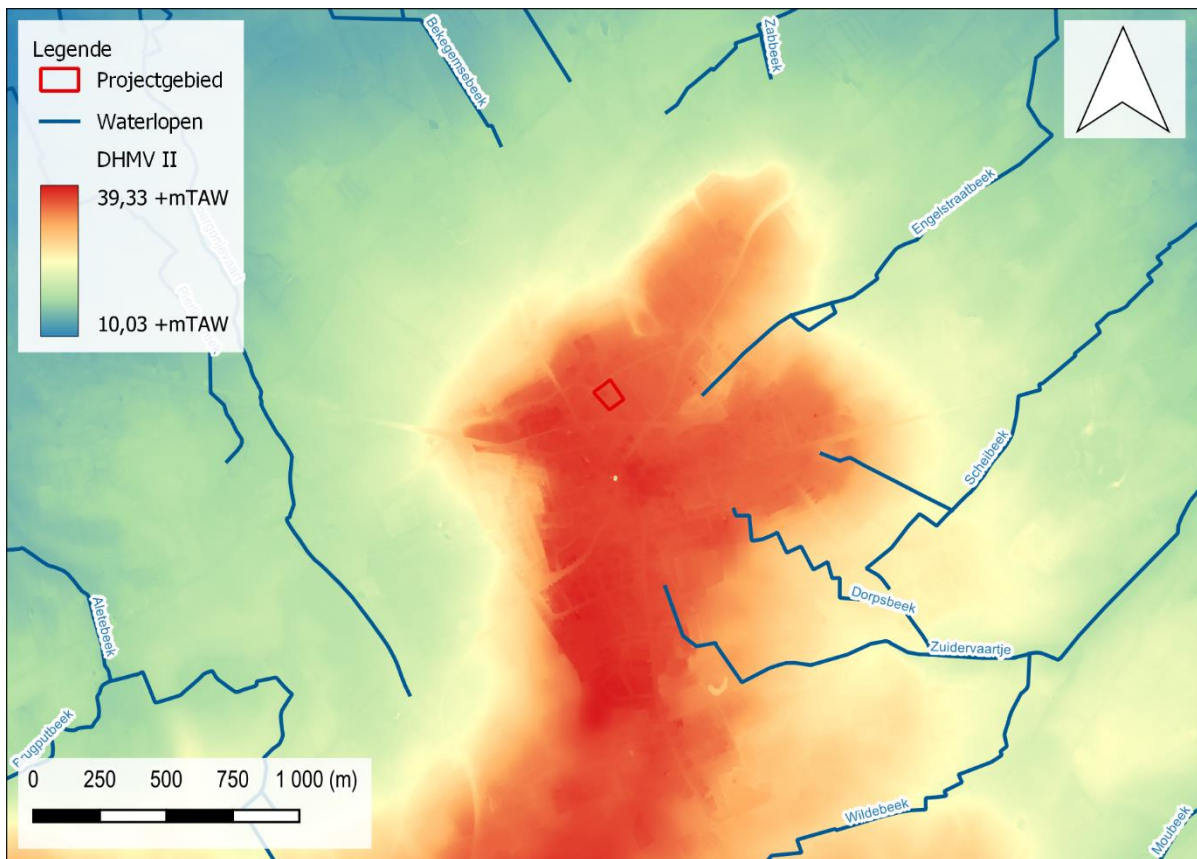 Legende
Projectgebied
Waterlopen
DHMV II
39,33 +mTAW
10,03 +mTAW
Bekegemsebeek
Zabbeek
Engelstraatbeek
Scheibeek
Dorpsbeek
Zuidervaartje
Aletebeek
Brugputbeek
Wildebeek
Moubeek
0 250 500 750 1 000 (m)